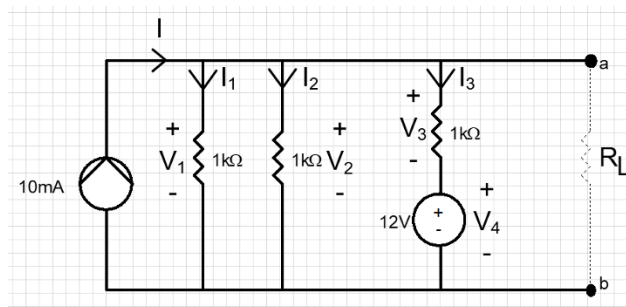 I
a
I1
I2
I3
+
V1
-
1kΩ
1kΩ
+
V2
-
+
V3
-
1kΩ
RL
10mA
12V
+
-
+
V4
-
b